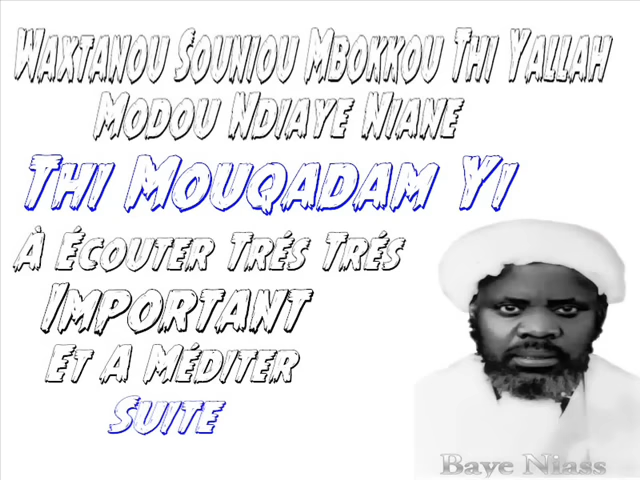 Waxtanou Souniou Mbokkou Thi Yallah
Modou Ndiaye Niane
Thi Mouqadam Yi
À Écouter Trés Trés
Important
Et A Méditer
Suite
Baye Niass